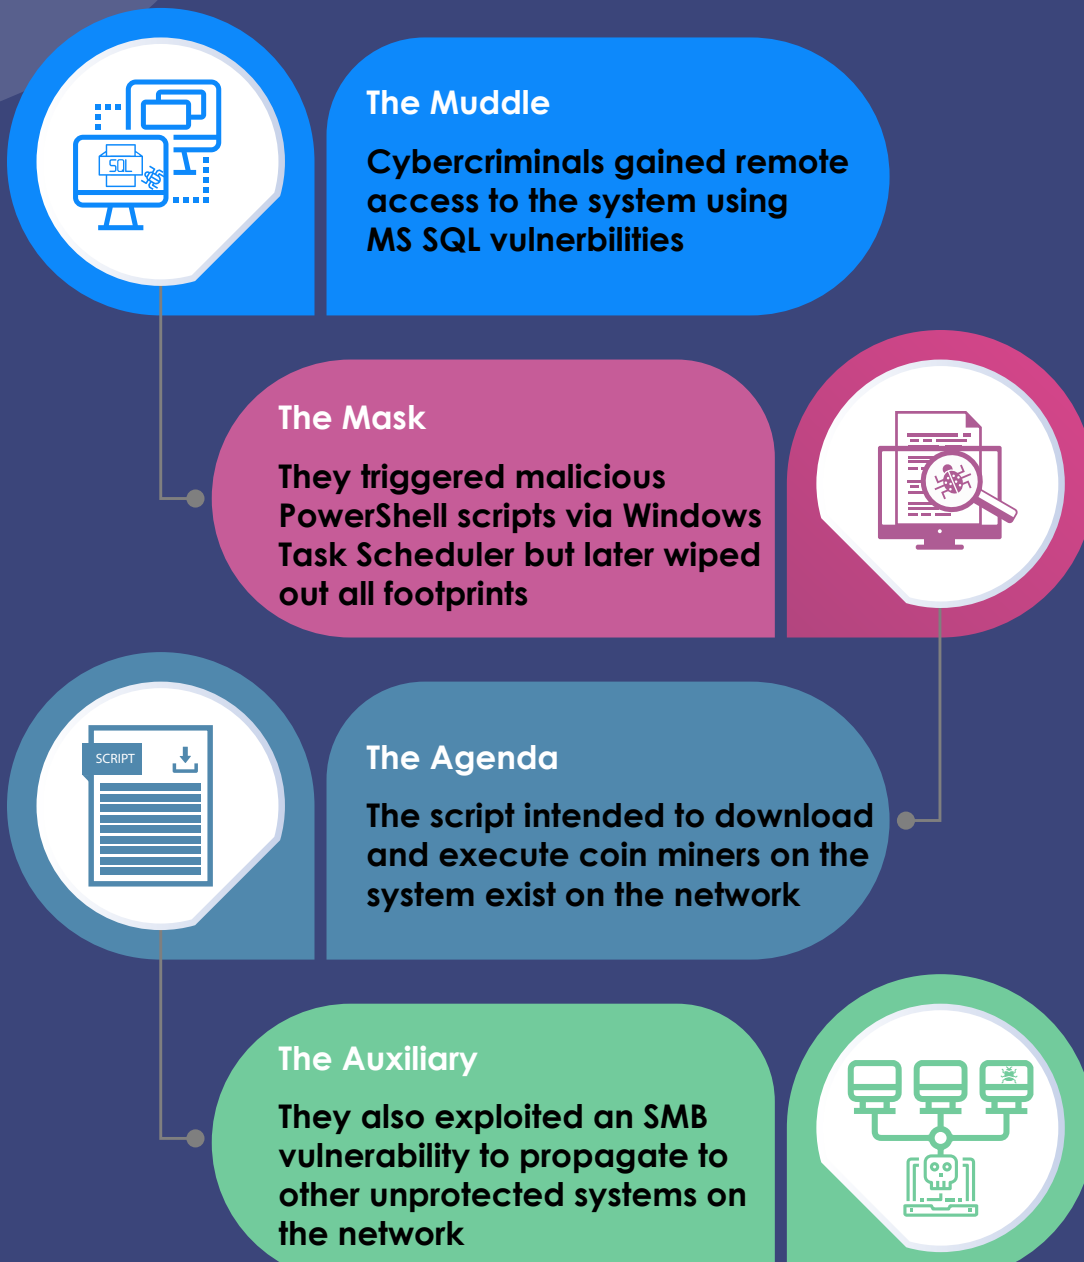 SQL
The Muddle
Cybercriminals gained remote
access to the system using
MS SQL vulnerbilities
The Mask
They triggered malicious
PowerShell scripts via Windows
Task Scheduler but later wiped
out all footprints
SCRIPT
The Agenda
The script intended to download
and execute coin miners on the
system exist on the network
The Auxiliary
They also exploited an SMB
vulnerability to propagate to
other unprotected systems on
the network